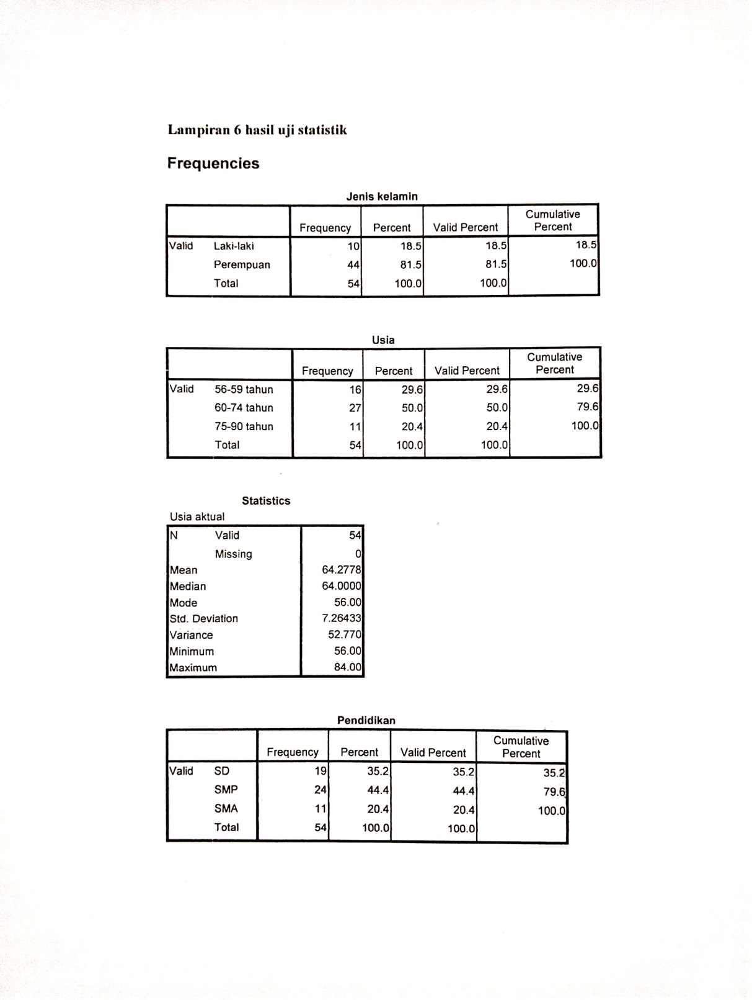 Lampiran 6 hasil uji statistik
Frequencies
Jenis kelamin
Frequency Percent Valid Percent Cumulative Percent
Valid Laki-laki 10 18.5 18.5 18.5
Perempuan 44 81.5 81.5 100.0
Total 54 100.0 100.0
Usia
Frequency Percent Valid Percent Cumulative Percent
Valid 56-59 tahun 16 29.6 29.6 29.6
60-74 tahun 27 50.0 50.0 79.6
75-90 tahun 11 20.4 20.4 100.0
Total 54 100.0 100.0
Statistics
Usia aktual
N Valid 54
Missing 0
Mean 64.2778
Median 64.0000
Mode 56.00
Std. Deviation 7.26433
Variance 52.770
Minimum 56.00
Maximum 84.00
Pendidikan
Frequency Percent Valid Percent Cumulative Percent
Valid SD 19 35.2 35.2 35.2
SMP 24 44.4 44.4 79.6
SMA 11 20.4 20.4 100.0
Total 54 100.0 100.0